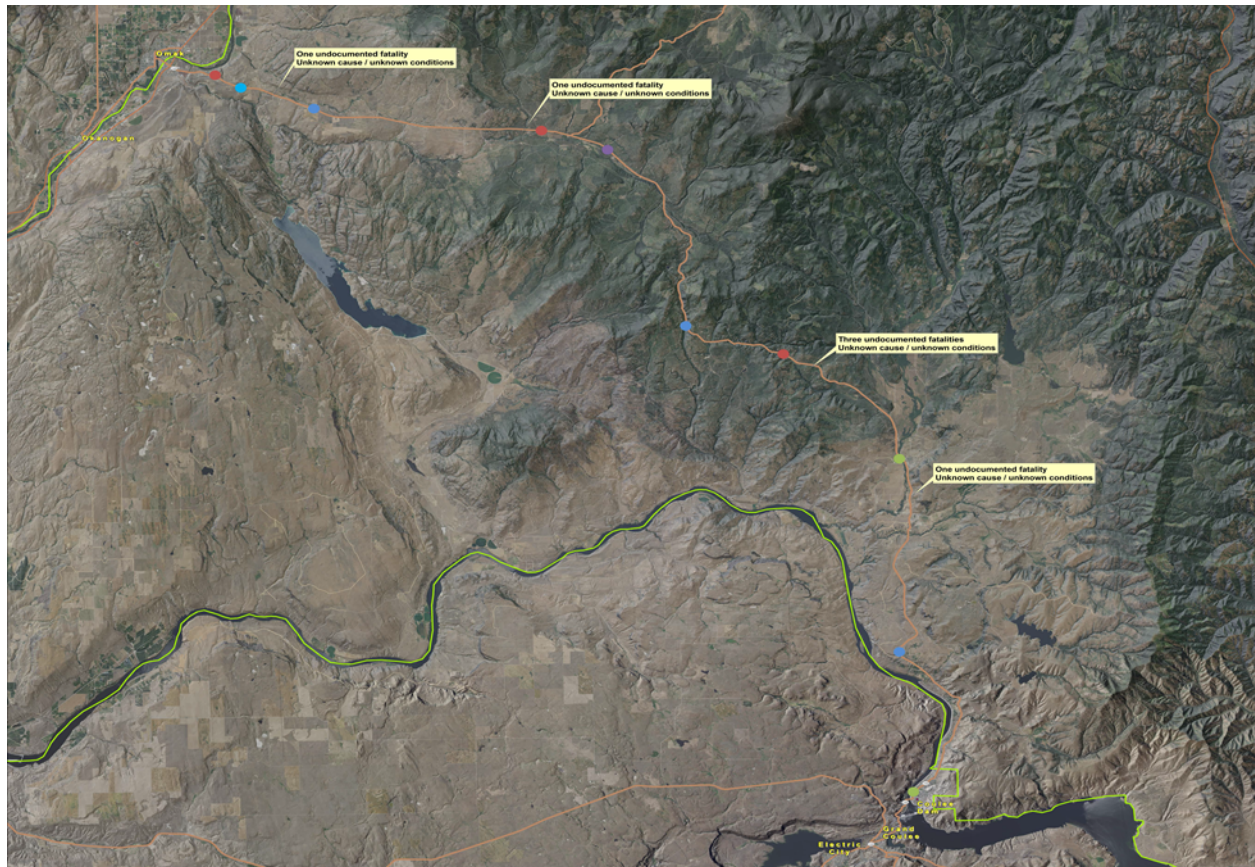 Omak
One undocumented fatality
Unknown cause / unknown conditions
One undocumented fatality
Unknown cause / unknown conditions
Okanogan
Three undocumented fatalities
Unknown cause / unknown conditions
One undocumented fatality
Unknown cause / unknown conditions
Coulee
Dam
Grand
Coulee
Electric
City